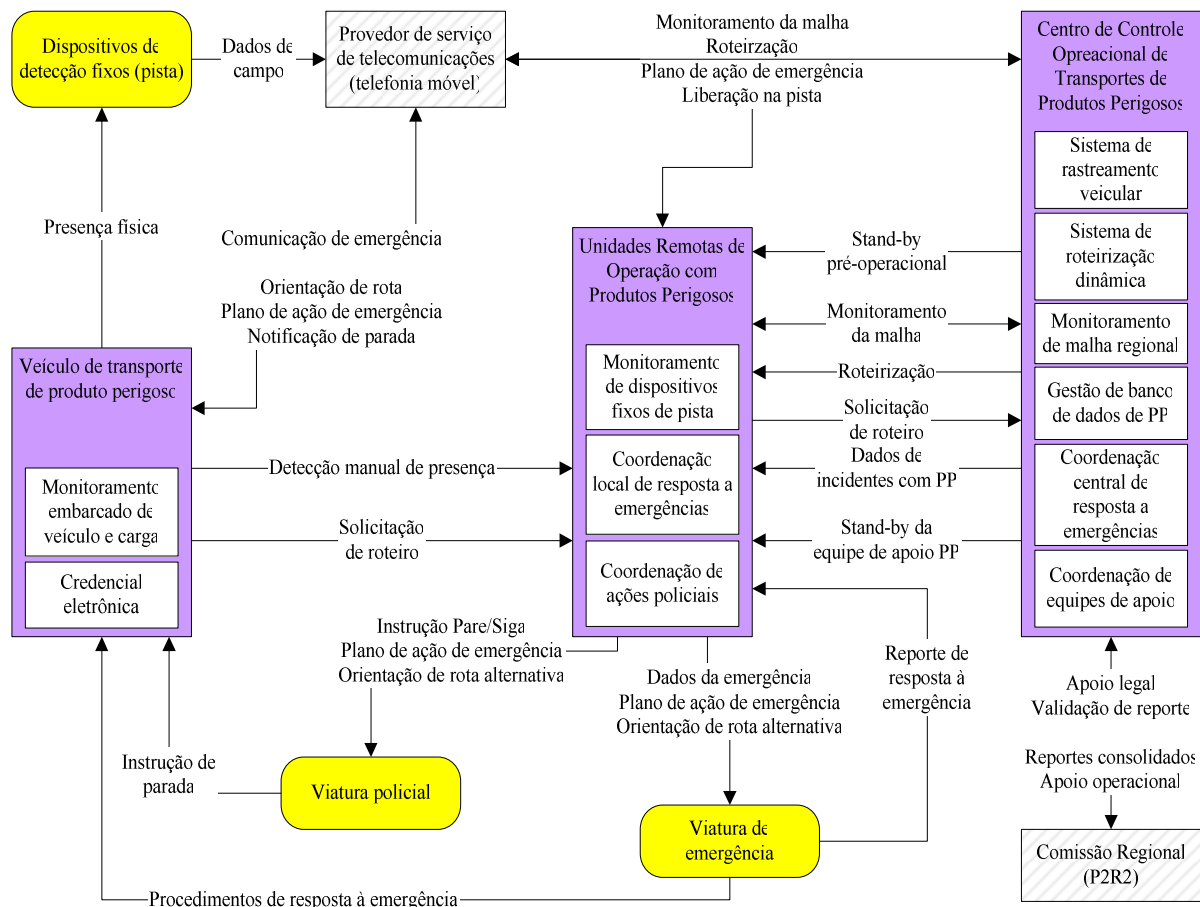 Dispositivos de
detecção fixos (pista)
Dados de
campo
Provedor de serviço
de telecomunicações
(telefonia móvel)
Monitoramento da malha
Roteirzação
Plano de ação de emergência
Liberação na pista
Centro de Controle
Opreacional de
Transportes de
Produtos Perigosos
Sistema de
rastreamento
veicular
Sistema de
roteirização
dinâmica
Monitoramento
de malha regional
Gestão de banco
de dados de PP
Coordenação
central de
resposta a
emergências
Coordenação de
equipes de apoio
Presença física
Comunicação de emergência
Orientação de rota
Plano de ação de emergência
Notificação de parada
Unidades Remotas de
Operação com
Produtos Perigosos
Monitoramento
de dispositivos
fixos de pista
Coordenação
local de resposta a
emergências
Coordenação de
ações policiais
Stand-by
pré-operacional
Monitoramento
da malha
Roteirização
Solicitação
de roteiro
Dados de
incidentes com PP
Stand-by da
equipe de apoio PP
Veículo de transporte
de produto perigoso
Monitoramento
embarcado de
veículo e carga
Credencial
eletrônica
Detecção manual de presença
Solicitação
de roteiro
Instrução Pare/Siga
Plano de ação de emergência
Orientação de rota alternativa
Dados da emergência
Plano de ação de emergência
Orientação de rota alternativa
Reporte de
resposta à
emergência
Apoio legal
Validação de reporte
Instrução de
parada
Viatura policial
Reportes consolidados
Apoio operacional
Viatura de
emergência
Comissão Regional
(P2R2)
Procedimentos de resposta à emergência